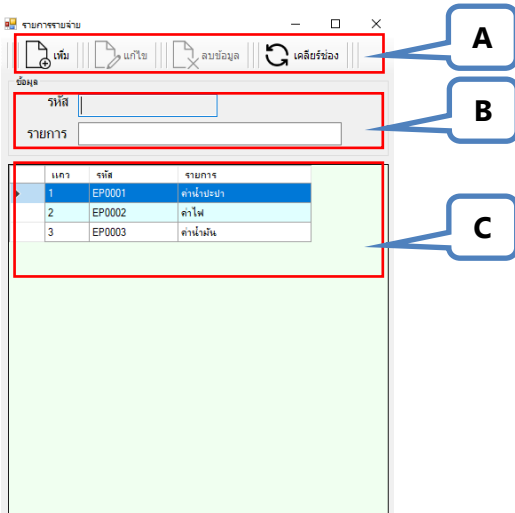 รายการรายจ่าย
เพิ่ม แก้ไข ลบข้อมูล เคลียร์ช่อง
A
ข้อมูล
รหัส
B
รายการ
แถว รหัส รายการ
1 EP0001 ค่าน้ำปะปา
2 EP0002 ค่าไฟ
3 EP0003 ค่าน้ำมัน
C